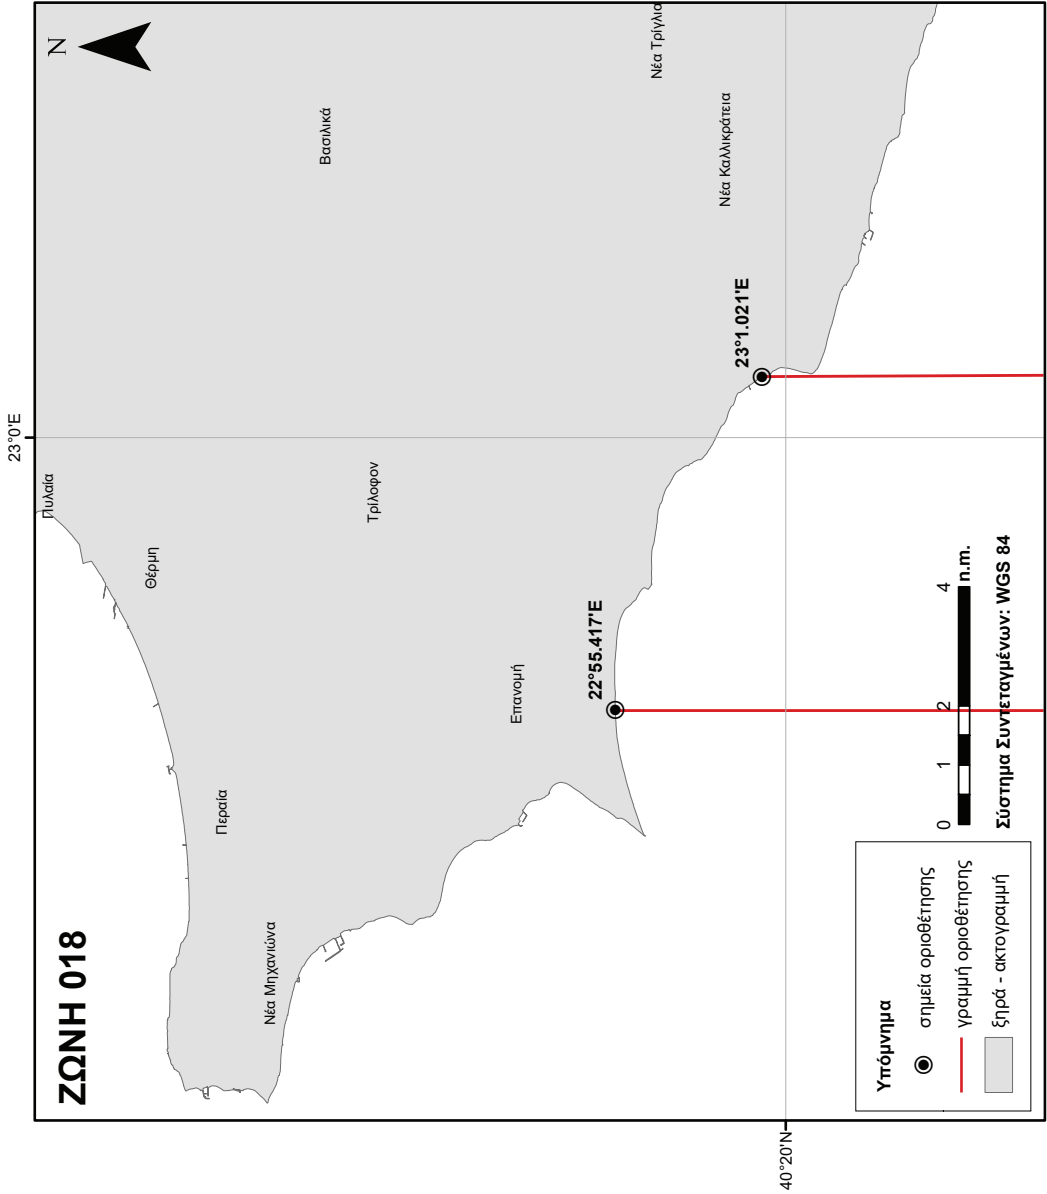 ΖΩΝΗ 018
23°0'E
N
Πυλαία
Θέρμη
Βασιλικά
Περαία
Νέα Μηχανιώνα
Τρίλοφον
Επανομή
Νέα Τρίγλια
Νέα Καλλικράτεια
22°55.417'E
23°1.021'E
40°20'N
Υπόμνημα
σημεία οριοθέτησης
γραμμή οριοθέτησης
ξηρά - ακτογραμμή
0 1 2 4
n.m.
Σύστημα Συντεταγμένων: WGS 84